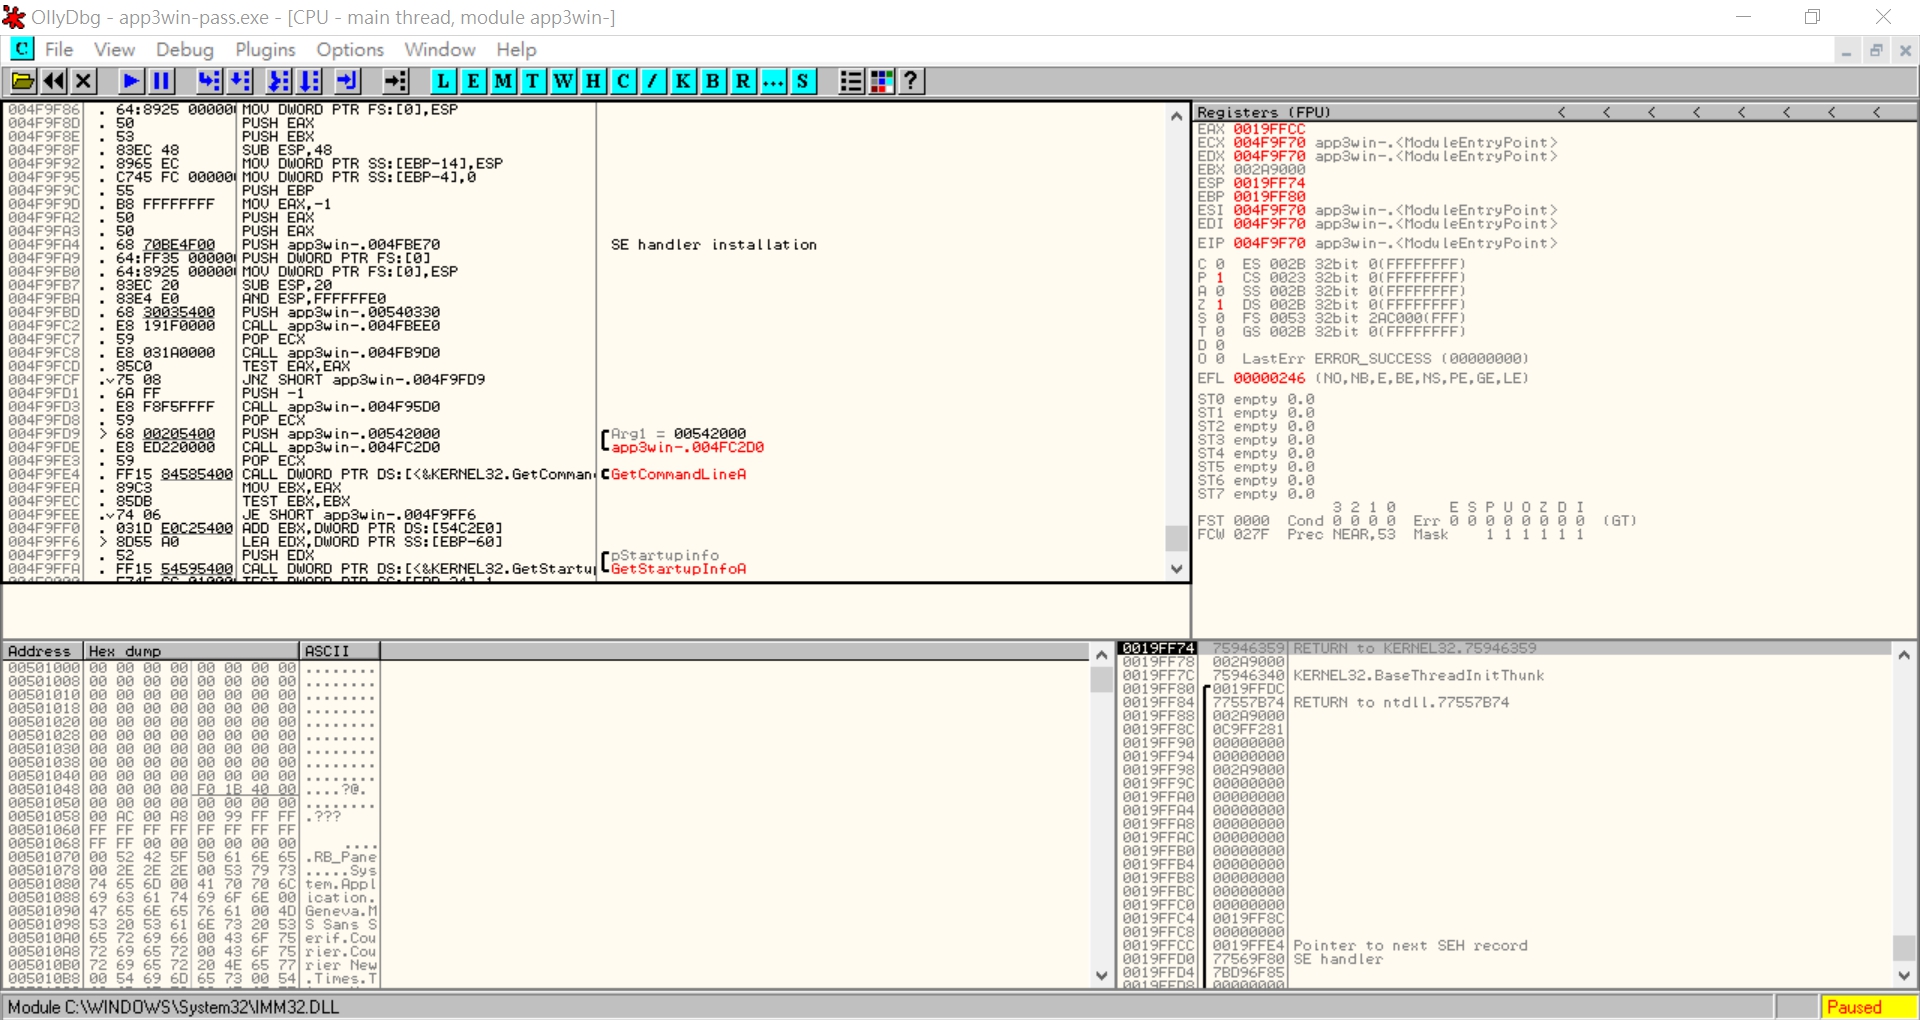 OllyDbg - app3win-pass.exe - [CPU - main thread, module app3win-]
C File View Debug Plugins Options Window Help
L E M T W H C / K B R ... S ?
004F9F86 . 64:8925 00000 MOV DWORD PTR FS:[0],ESP
004F9F8D . 50 PUSH EAX
004F9F8E . 53 PUSH EBX
004F9F8F . 83EC 48 SUB ESP,48
004F9F92 . 8965 EC MOV DWORD PTR SS:[EBP-14],ESP
004F9F95 . C745 FC 00000 MOV DWORD PTR SS:[EBP-4],0
004F9F9C . 55 PUSH EBP
004F9F9D . B8 FFFFFFFF MOV EAX,-1
004F9FA2 . 50 PUSH EAX
004F9FA3 . 50 PUSH EAX
004F9FA4 . 68 70BE4F00 PUSH app3win-.004FBE70 SE handler installation
004F9FA9 . 64:FF35 00000 PUSH DWORD PTR FS:[0]
004F9FB0 . 64:8925 00000 MOV DWORD PTR FS:[0],ESP
004F9FB7 . 83EC 20 SUB ESP,20
004F9FBA . 83E4 E0 AND ESP,FFFFFFE0
004F9FBD . 68 30035400 PUSH app3win-.00540330
004F9FC2 . E8 191F0000 CALL app3win-.004FBEE0
004F9FC7 . 59 POP ECX
004F9FC8 . E8 031A0000 CALL app3win-.004FB9D0
004F9FCD . 85C0 TEST EAX,EAX
004F9FCF .v75 08 JNZ SHORT app3win-.004F9FD9
004F9FD1 . 6A FF PUSH -1
004F9FD3 . E8 F8F5FFFF CALL app3win-.004F95D0
004F9FD8 . 59 POP ECX
004F9FD9 > 68 00205400 PUSH app3win-.00542000 Arg1 = 00542000
004F9FDE . E8 ED220000 CALL app3win-.004FC2D0 app3win-.004FC2D0
004F9FE3 . 59 POP ECX
004F9FE4 . FF15 84585400 CALL DWORD PTR DS:[<&KERNEL32.GetComman GetCommandLineA
004F9FEA . 89C3 MOV EBX,EAX
004F9FEC . 85DB TEST EBX,EBX
004F9FEE .v74 06 JE SHORT app3win-.004F9FF6
004F9FF0 . 031D E0C25400 ADD EBX,DWORD PTR DS:[54C2E0]
004F9FF6 > 8D55 A0 LEA EDX,DWORD PTR SS:[EBP-60]
004F9FF9 . 52 PUSH EDX pStartupinfo
004F9FFA . FF15 54595400 CALL DWORD PTR DS:[<&KERNEL32.GetStartu GetStartupInfoA
Registers (FPU) < < < < < < < <
EAX 0019FFCC
ECX 004F9F70 app3win-.<ModuleEntryPoint>
EDX 004F9F70 app3win-.<ModuleEntryPoint>
EBX 002A9000
ESP 0019FF74
EBP 0019FF80
ESI 004F9F70 app3win-.<ModuleEntryPoint>
EDI 004F9F70 app3win-.<ModuleEntryPoint>
EIP 004F9F70 app3win-.<ModuleEntryPoint>
C 0 ES 002B 32bit 0(FFFFFFFF)
P 1 CS 0023 32bit 0(FFFFFFFF)
A 0 SS 002B 32bit 0(FFFFFFFF)
Z 1 DS 002B 32bit 0(FFFFFFFF)
S 0 FS 0053 32bit 2AC000(FFF)
T 0 GS 002B 32bit 0(FFFFFFFF)
D 0
O 0 LastErr ERROR_SUCCESS (00000000)
EFL 00000246 (NO,NB,E,BE,NS,PE,GE,LE)
ST0 empty 0.0
ST1 empty 0.0
ST2 empty 0.0
ST3 empty 0.0
ST4 empty 0.0
ST5 empty 0.0
ST6 empty 0.0
ST7 empty 0.0
3 2 1 0 E S P U O Z D I
FST 0000 Cond 0 0 0 0 Err 0 0 0 0 0 0 0 0 (GT)
FCW 027F Prec NEAR,53 Mask 1 1 1 1 1 1
Address Hex dump ASCII
00501000 00 00 00 00 00 00 00 00 ........
00501008 00 00 00 00 00 00 00 00 ........
00501010 00 00 00 00 00 00 00 00 ........
00501018 00 00 00 00 00 00 00 00 ........
00501020 00 00 00 00 00 00 00 00 ........
00501028 00 00 00 00 00 00 00 00 ........
00501030 00 00 00 00 00 00 00 00 ........
00501038 00 00 00 00 00 00 00 00 ........
00501040 00 00 00 00 00 00 00 00 ........
00501048 00 00 00 00 F0 1B 40 00 ....?@.
00501050 00 00 00 00 00 00 00 00 ........
00501058 00 AC 00 A8 00 99 FF FF .???
00501060 FF FF FF FF FF FF FF FF
00501068 FF FF 00 00 00 00 00 00 ....
00501070 00 52 42 5F 50 61 6E 65 .RB_Pane
00501078 00 2E 2E 2E 00 53 79 73 .....Sys
00501080 74 65 6D 00 41 70 70 6C tem.Appl
00501088 69 63 61 74 69 6F 6E 00 ication.
00501090 47 65 6E 65 76 61 00 4D Geneva.M
00501098 53 20 53 61 6E 73 20 53 S Sans S
005010A0 65 72 69 66 00 43 6F 75 erif.Cou
005010A8 72 69 65 72 00 43 6F 75 rier.Cou
005010B0 72 69 65 72 20 4E 65 77 rier New
005010B8 00 54 69 6D 65 73 00 54 .Times.T
0019FF74 75946359 RETURN to KERNEL32.75946359
0019FF78 002A9000
0019FF7C 75946340 KERNEL32.BaseThreadInitThunk
0019FF80 0019FFDC
0019FF84 77557B74 RETURN to ntdll.77557B74
0019FF88 002A9000
0019FF8C 0C9FF281
0019FF90 00000000
0019FF94 00000000
0019FF98 002A9000
0019FF9C 00000000
0019FFA0 00000000
0019FFA4 00000000
0019FFA8 00000000
0019FFAC 00000000
0019FFB0 00000000
0019FFB4 00000000
0019FFB8 00000000
0019FFBC 00000000
0019FFC0 00000000
0019FFC4 0019FF8C
0019FFC8 00000000
0019FFCC 0019FFE4 Pointer to next SEH record
0019FFD0 77569F80 SE handler
0019FFD4 7BD96F85
0019FFD8 00000000
Module C:\WINDOWS\System32\IMM32.DLL
Paused